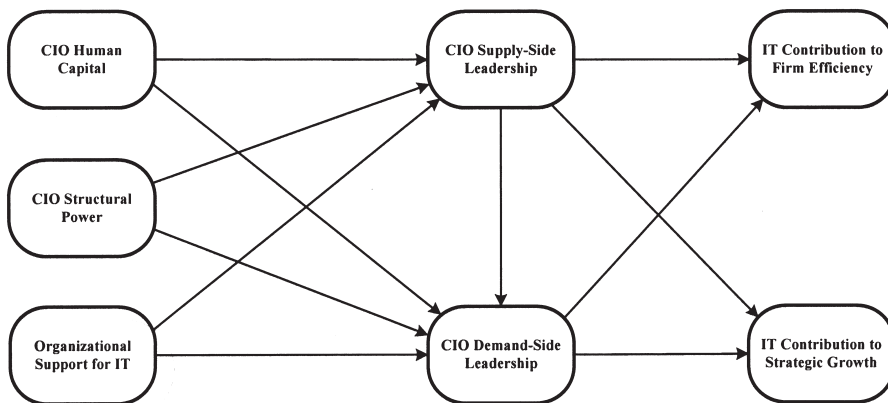 CIO Human
Capital
CIO Supply-Side
Leadership
IT Contribution to
Firm Efficiency
CIO Structural
Power
Organizational
Support for IT
CIO Demand-Side
Leadership
IT Contribution to
Strategic Growth